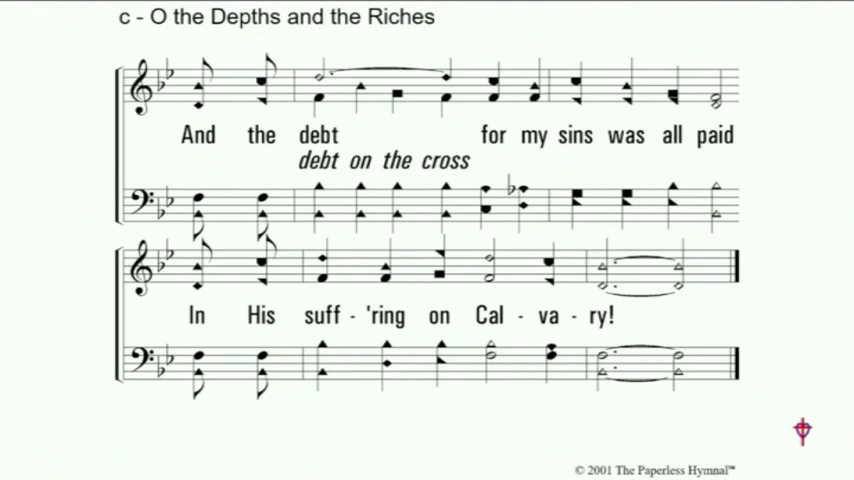 c - O the Depths and the Riches
And the debt for my sins was all paid
debt on the cross
In His suff - 'ring on Cal - va - ry!
© 2001 The Paperless Hymnal™